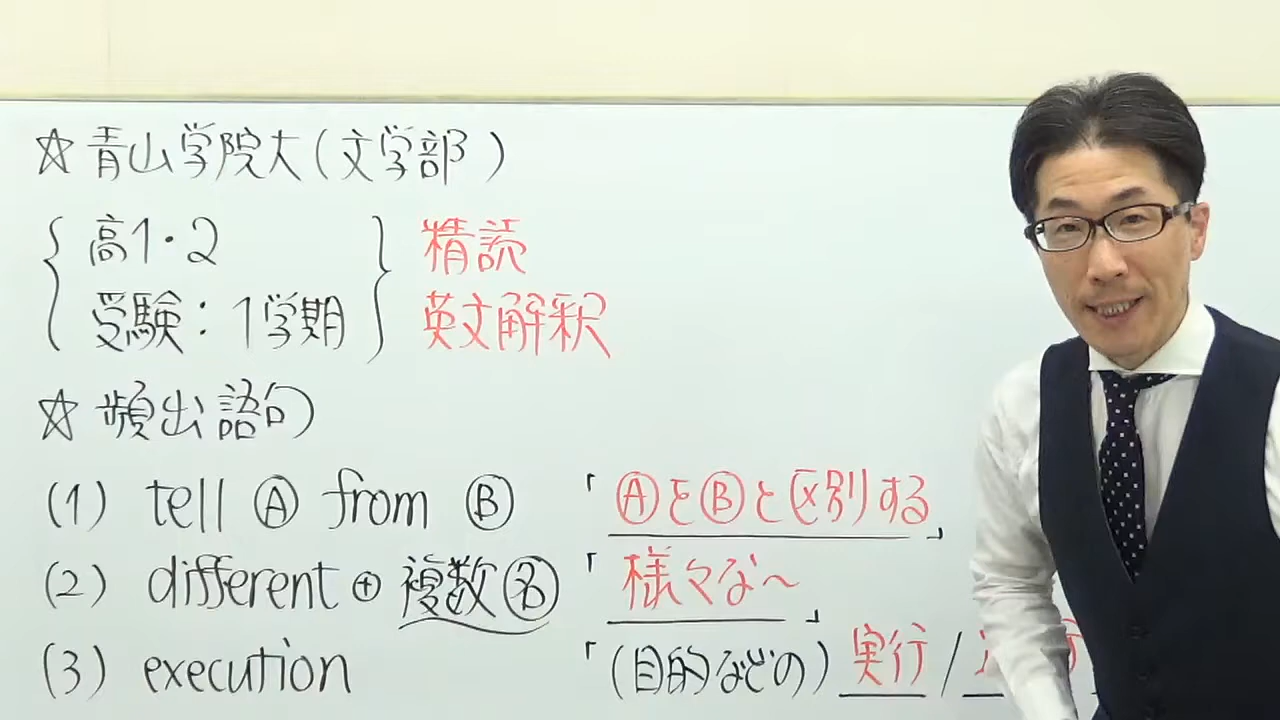 ☆ 青山学院大(文学部)
高1・2
受験：1学期
精読
英文解釈
☆ 頻出語句
(1) tell Ⓐ from Ⓑ 「Ⓐを Ⓑと区別する」
(2) different ⊕ 複数㊔ 「様々な〜」
(3) execution 「(目的などの) 実行 /